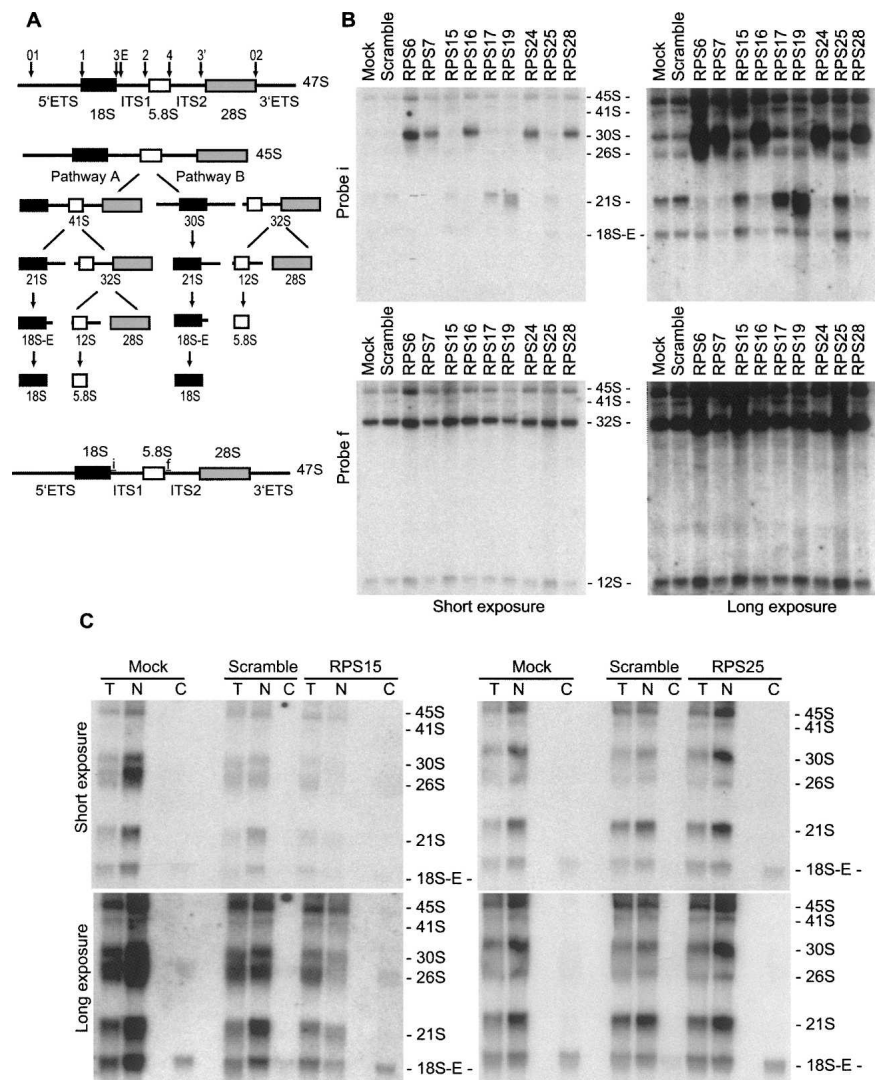 A
01 1 3E 2 4 3' 02
47S
5'ETS ITS1 ITS2 3'ETS
18S 5.8S 28S
45S
Pathway A Pathway B
41S 30S 32S
21S 32S 21S 12S 28S
18S-E 12S 28S 18S-E 5.8S
18S 5.8S 18S
18S 5.8S 28S
i f
47S
5'ETS ITS1 ITS2 3'ETS
B
Mock Scramble RPS6 RPS7 RPS15 RPS16 RPS17 RPS19 RPS24 RPS25 RPS28
Mock Scramble RPS6 RPS7 RPS15 RPS16 RPS17 RPS19 RPS24 RPS25 RPS28
Probe i
- 45S -
- 41S -
- 30S -
- 26S -
- 21S -
- 18S-E -
Mock Scramble RPS6 RPS7 RPS15 RPS16 RPS17 RPS19 RPS24 RPS25 RPS28
Mock Scramble RPS6 RPS7 RPS15 RPS16 RPS17 RPS19 RPS24 RPS25 RPS28
Probe f
- 45S -
- 41S -
- 32S -
- 12S -
Short exposure Long exposure
C
Mock Scramble RPS15 Mock Scramble RPS25
T N C T N C T N C T N C T N C T N C
Short exposure
- 45S - 45S
- 41S - 41S
- 30S - 30S
- 26S - 26S
- 21S - 21S
- 18S-E - - 18S-E -
Long exposure
- 45S - 45S
- 41S - 41S
- 30S - 30S
- 26S - 26S
- 21S - 21S
- 18S-E - - 18S-E -